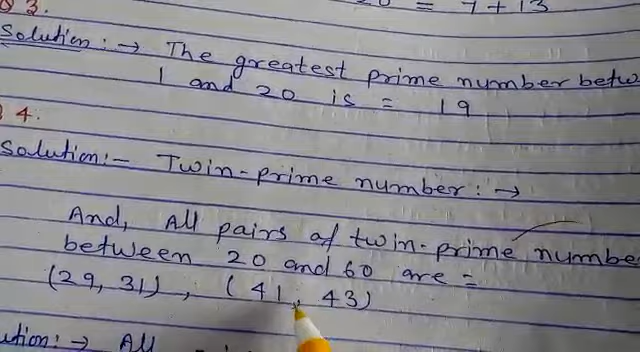 20 = 7+13
Q 3.
Solution:→ The greatest prime number betw
1 and 20 is = 19
4.
Solution:- Twin-prime number:→
And, All pairs of twin-prime numbe
between 20 and 60 are =
(29, 31), (41, 43)
ution:→ All